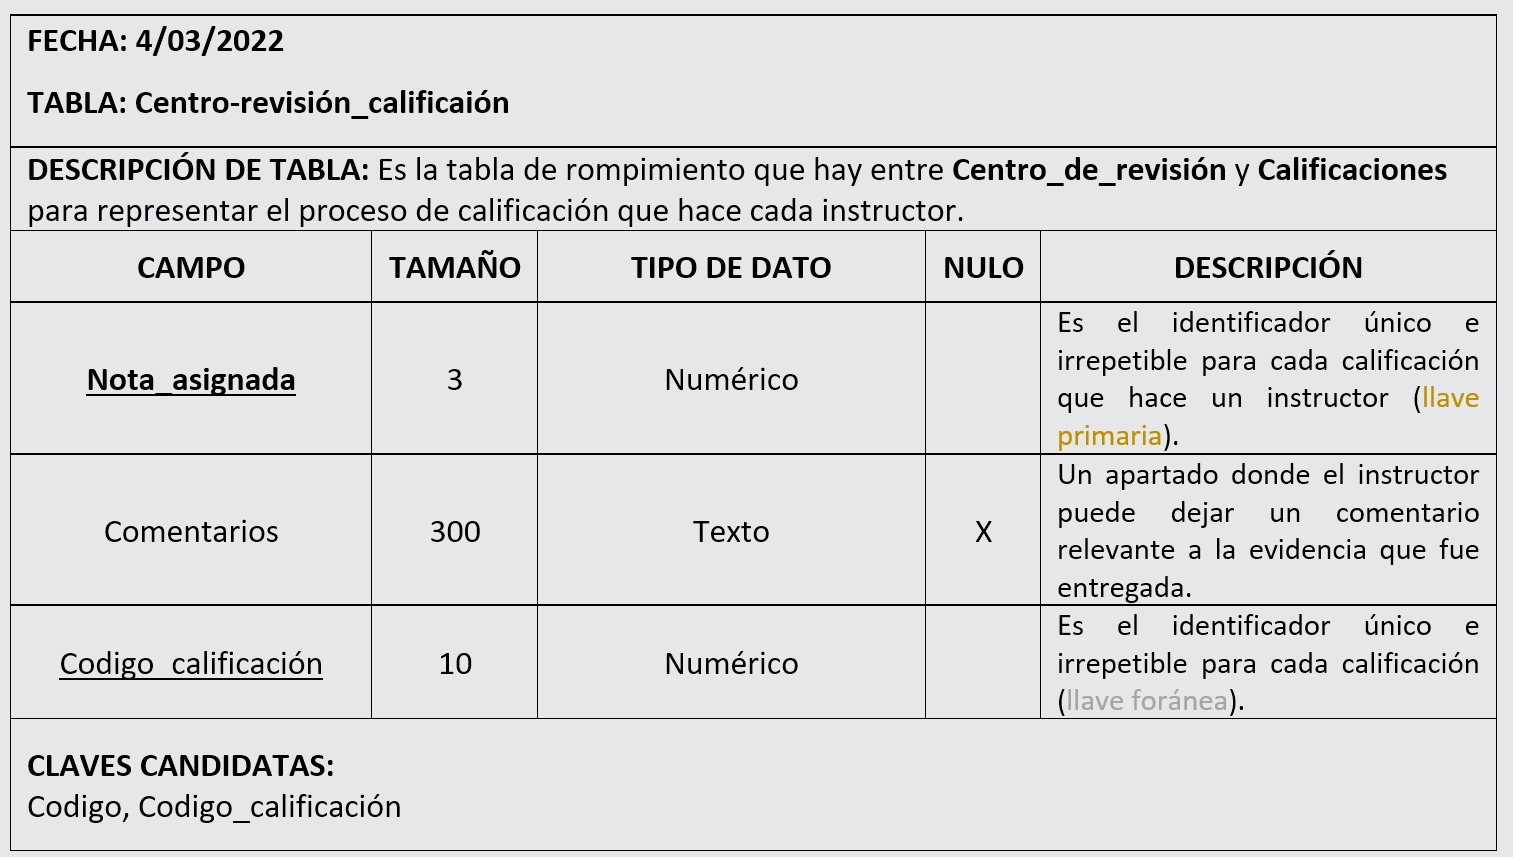 FECHA: 4/03/2022
TABLA: Centro-revisión_calificaión
DESCRIPCIÓN DE TABLA: Es la tabla de rompimiento que hay entre Centro_de_revisión y Calificaciones
para representar el proceso de calificación que hace cada instructor.
CAMPO TAMAÑO TIPO DE DATO NULO DESCRIPCIÓN
Nota_asignada 3 Numérico
Es el identificador único e
irrepetible para cada calificación
que hace un instructor (llave
primaria).
Comentarios 300 Texto X
Un apartado donde el instructor
puede dejar un comentario
relevante a la evidencia que fue
entregada.
Codigo_calificación 10 Numérico
Es el identificador único e
irrepetible para cada calificación
(llave foránea).
CLAVES CANDIDATAS:
Codigo, Codigo_calificación